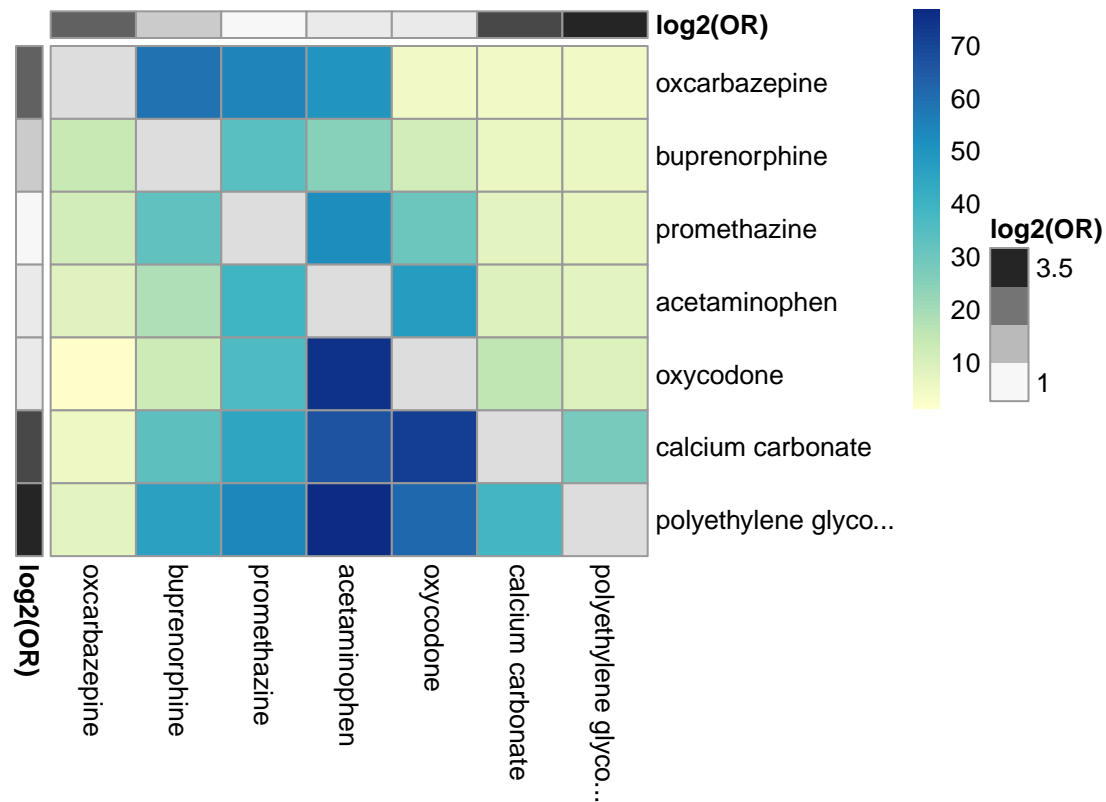 log2(OR)
oxcarbazepine
buprenorphine
promethazine
acetaminophen
oxycodone
calcium carbonate
polyethylene glyco...
70
60
50
40
30
20
10
log2(OR)
3.5
1
log2(OR)
oxcarbazepine
buprenorphine
promethazine
acetaminophen
oxycodone
calcium carbonate
polyethylene glyco...